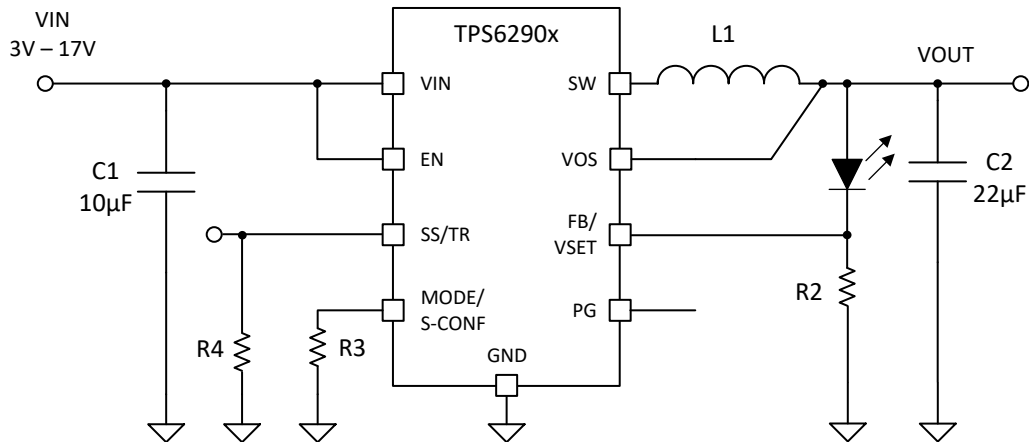 VIN
3V – 17V
TPS6290x
L1
VOUT
VIN
SW
EN
VOS
C1
10µF
C2
22µF
SS/TR
FB/
VSET
R2
MODE/
S-CONF
PG
R4
R3
GND